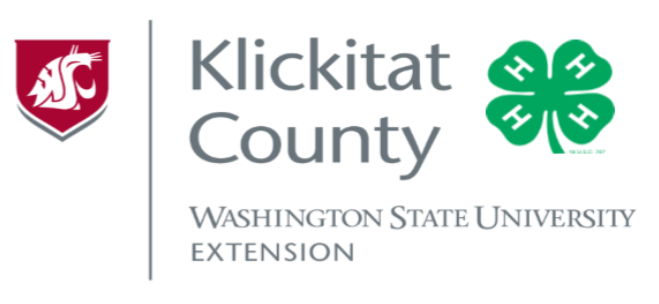 Klickitat
County
H H
H H
WASHINGTON STATE UNIVERSITY
EXTENSION